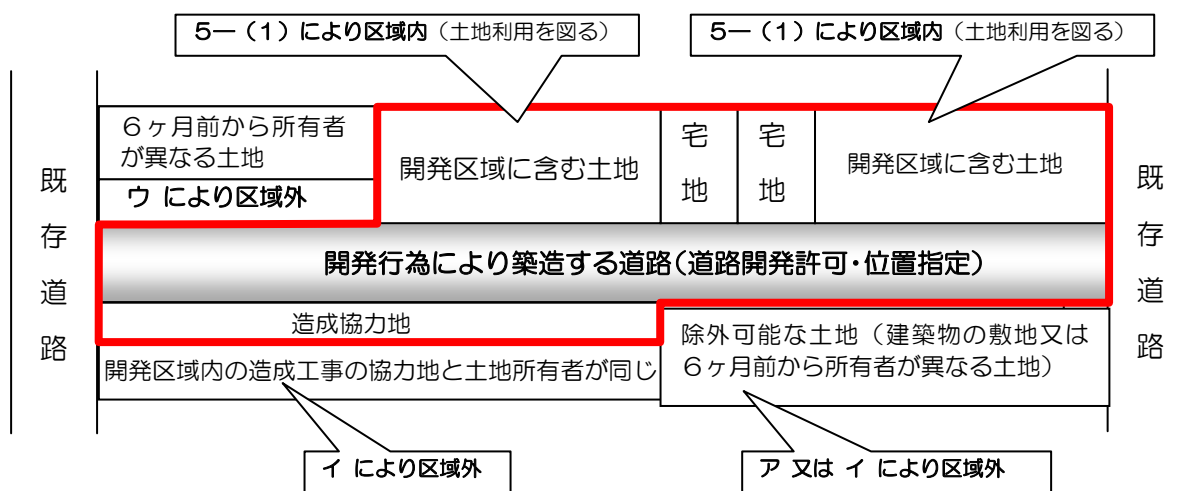 5―(1)により区域内(土地利用を図る)
5―(1)により区域内(土地利用を図る)
既存道路
6ヶ月前から所有者
が異なる土地
ウ により区域外
開発区域に含む土地
宅地
宅地
開発区域に含む土地
既存道路
開発行為により築造する道路(道路開発許可・位置指定)
造成協力地
開発区域内の造成工事の協力地と土地所有者が同じ
除外可能な土地(建築物の敷地又は
6ヶ月前から所有者が異なる土地)
イ により区域外
ア 又は イ により区域外